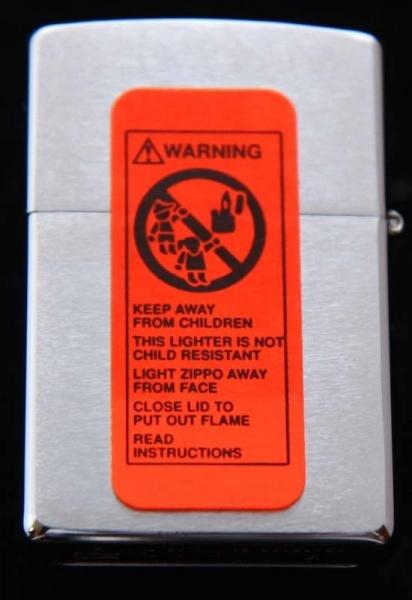 WARNING
KEEP AWAY
FROM CHILDREN
THIS LIGHTER IS NOT
CHILD RESISTANT
LIGHT ZIPPO AWAY
FROM FACE
CLOSE LID TO
PUT OUT FLAME
READ
INSTRUCTIONS